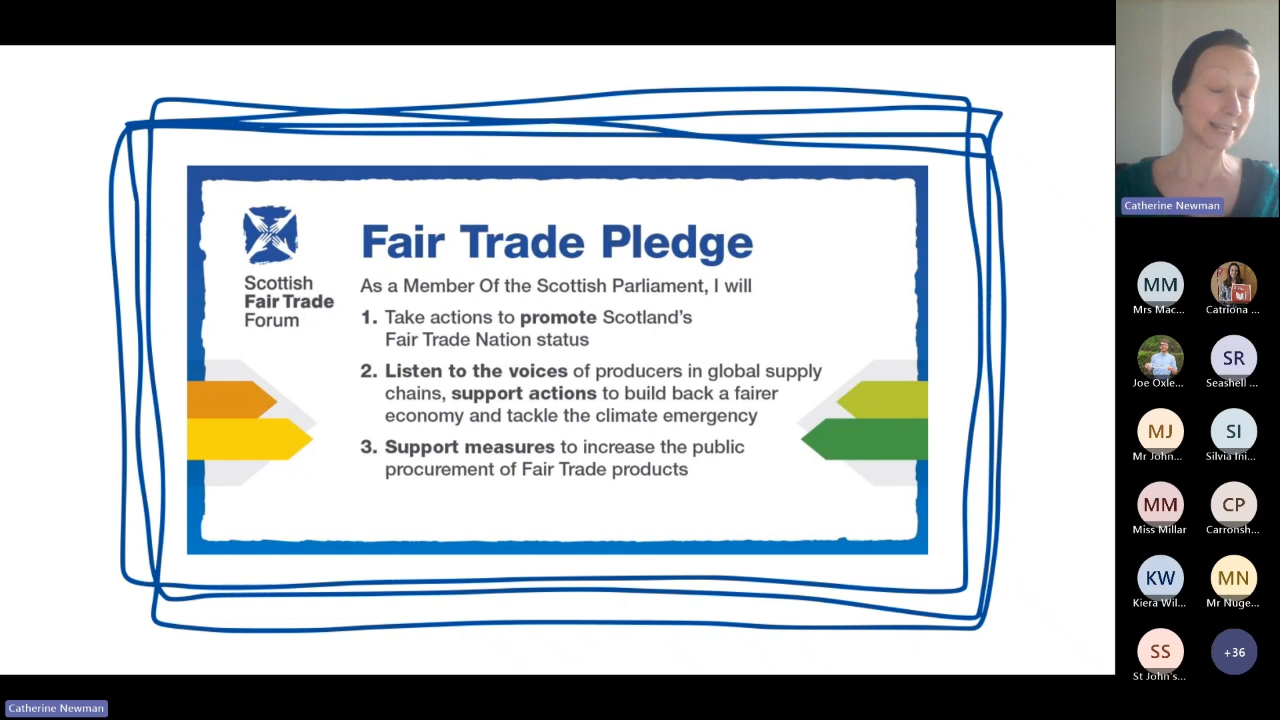 Scottish
Fair Trade
Forum
Fair Trade Pledge
As a Member Of the Scottish Parliament, I will
1. Take actions to promote Scotland's
Fair Trade Nation status
2. Listen to the voices of producers in global supply
chains, support actions to build back a fairer
economy and tackle the climate emergency
3. Support measures to increase the public
procurement of Fair Trade products
Catherine Newman
MM
Mrs Mac...
Catriona ...
Joe Oxle...
SR
Seashell ...
MJ
Mr John...
SI
Silvia Ini...
MM
Miss Millar
CP
Carronsh...
KW
Kiera Wil...
MN
Mr Nuge...
SS
St John's...
+36
Catherine Newman